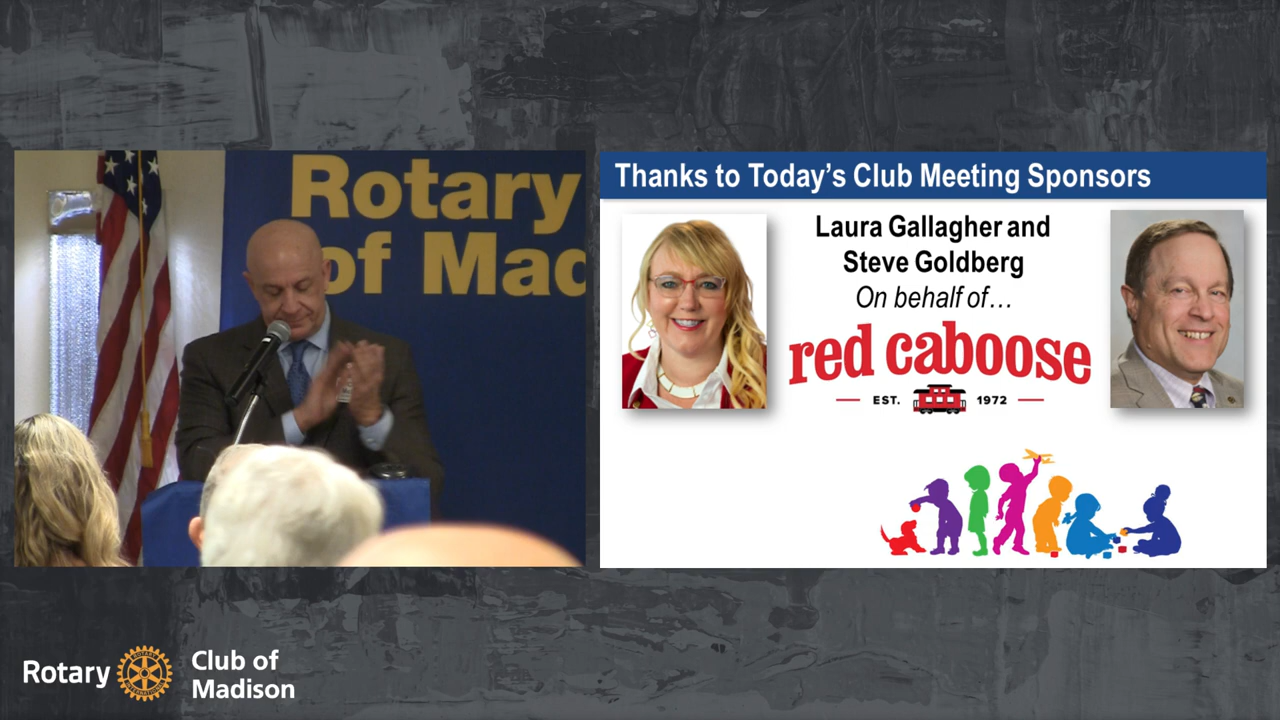 Rotary
of Mad
Thanks to Today's Club Meeting Sponsors
Laura Gallagher and
Steve Goldberg
On behalf of…
red caboose
EST. 1972
Rotary
Club of
Madison